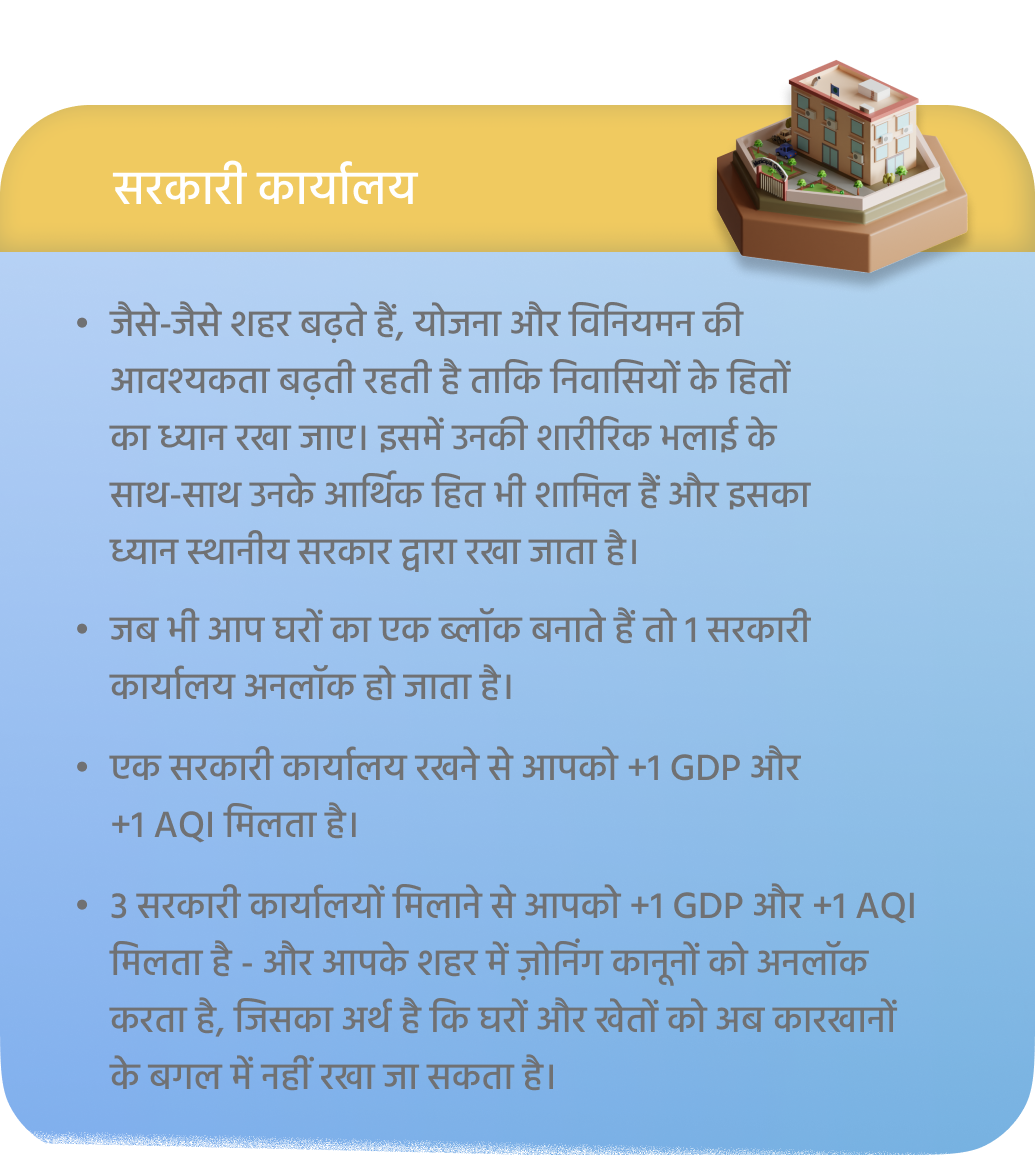 सरकारी कार्यालय
• जैसे-जैसे शहर बढ़ते हैं, योजना और विनियमन की
आवश्यकता बढ़ती रहती है ताकि निवासियों के हितों
का ध्यान रखा जाए। इसमें उनकी शारीरिक भलाई के
साथ-साथ उनके आर्थिक हित भी शामिल हैं और इसका
ध्यान स्थानीय सरकार द्वारा रखा जाता है।
• जब भी आप घरों का एक ब्लॉक बनाते हैं तो 1 सरकारी
कार्यालय अनलॉक हो जाता है।
• एक सरकारी कार्यालय रखने से आपको +1 GDP और
+1 AQI मिलता है।
• 3 सरकारी कार्यालयों मिलाने से आपको +1 GDP और +1 AQI
मिलता है - और आपके शहर में ज़ोनिंग कानूनों को अनलॉक
करता है, जिसका अर्थ है कि घरों और खेतों को अब कारखानों
के बगल में नहीं रखा जा सकता है।